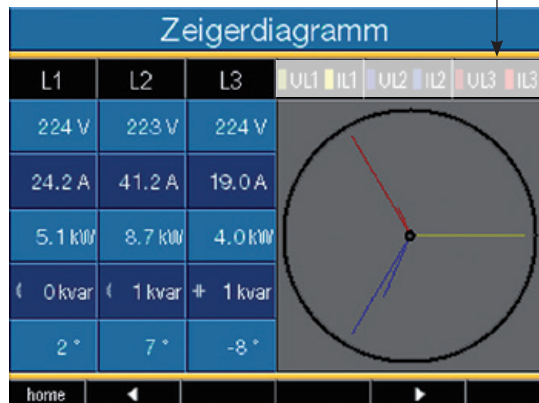 Zeigerdiagramm
L1 L2 L3 UL1 IL1 UL2 IL2 UL3 IL3
224 V 223 V 224 V
24.2 A 41.2 A 19.0 A
5.1 kW 8.7 kW 4.0 kW
0 kvar 1 kvar 1 kvar
2 ° 7 ° -8 °
home